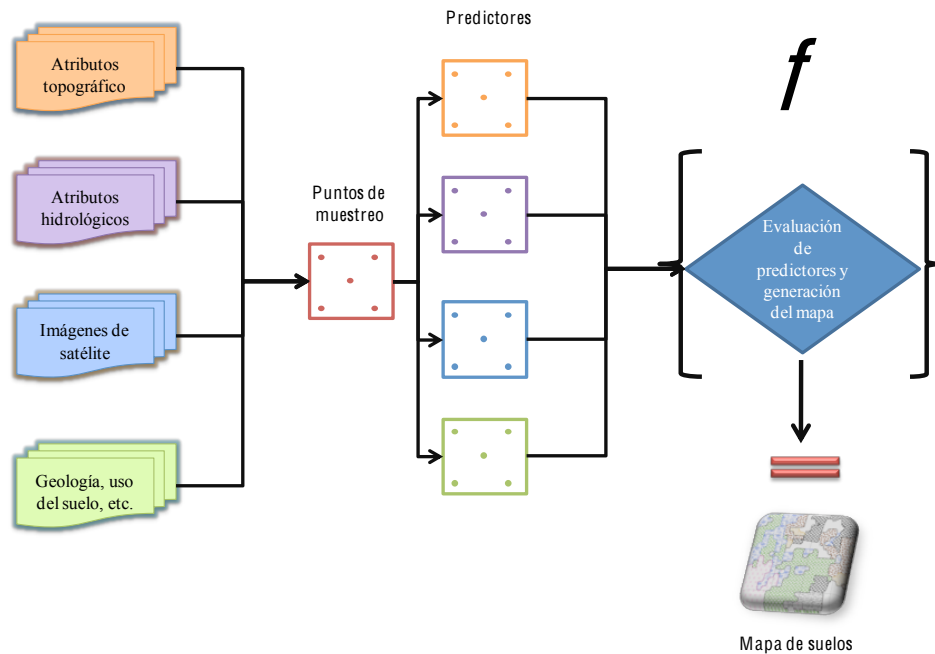 Predictores
Atributos
topográfico
f
Atributos
hidrológicos
Puntos de
muestreo
Evaluación
de
predictores y
generación
del mapa
Imágenes de
satélite
Geología, uso
del suelo, etc.
Mapa de suelos